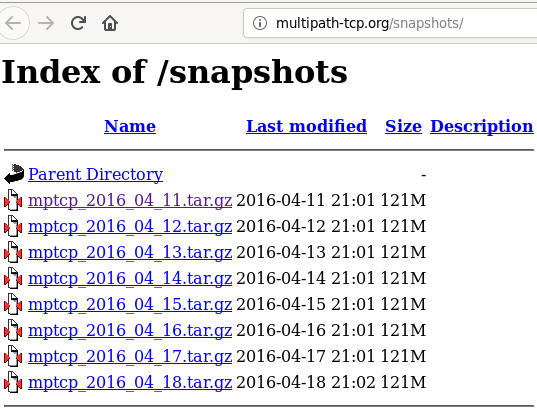 multipath-tcp.org/snapshots/
Index of /snapshots
Name Last modified Size Description
Parent Directory -
mptcp_2016_04_11.tar.gz 2016-04-11 21:01 121M
mptcp_2016_04_12.tar.gz 2016-04-12 21:01 121M
mptcp_2016_04_13.tar.gz 2016-04-13 21:01 121M
mptcp_2016_04_14.tar.gz 2016-04-14 21:01 121M
mptcp_2016_04_15.tar.gz 2016-04-15 21:01 121M
mptcp_2016_04_16.tar.gz 2016-04-16 21:01 121M
mptcp_2016_04_17.tar.gz 2016-04-17 21:01 121M
mptcp_2016_04_18.tar.gz 2016-04-18 21:02 121M